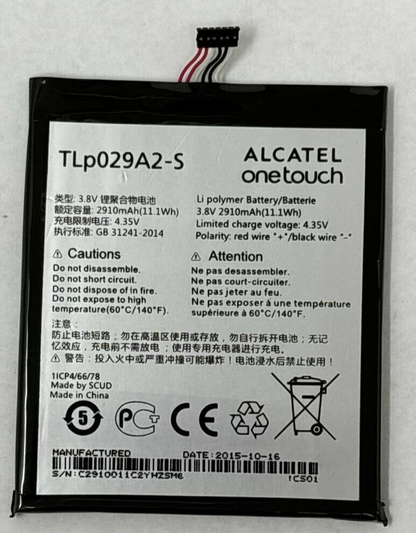 TLp029A2-S
ALCATEL
onetouch
类型: 3.8V 锂聚合物电池
额定容量: 2910mAh(11.1Wh)
充电限制电压: 4.35V
执行标准: GB 31241-2014
Li polymer Battery/Batterie
3.8V 2910mAh(11.1Wh)
Limited charge voltage: 4.35V
Polarity: red wire "+"/black wire "-"
Cautions
Do not disassemble.
Do not short circuit.
Do not dispose of in fire.
Do not expose to high
temperature(60°C/140°F).
Attention
Ne pas desassembler.
Ne pas court-circuiter.
Ne pas jeter au feu.
Ne pas exposer à une température
supérieure à 60°C/140°F).
注意:
防止电池短路; 勿在高温区使用或存放, 勿自行拆开电池; 无记
忆效应, 充电前不需放电; 使用专用充电器进行充电。
警告: 投入火中或严重冲撞可能爆炸! 电池浸水后禁止使用!
1ICP4/66/78
Made by SCUD
Made in China
5
CE
MANUFACTURED DATE: 2015-10-16
S/N: C2910011C2YHZSM6
!CS01